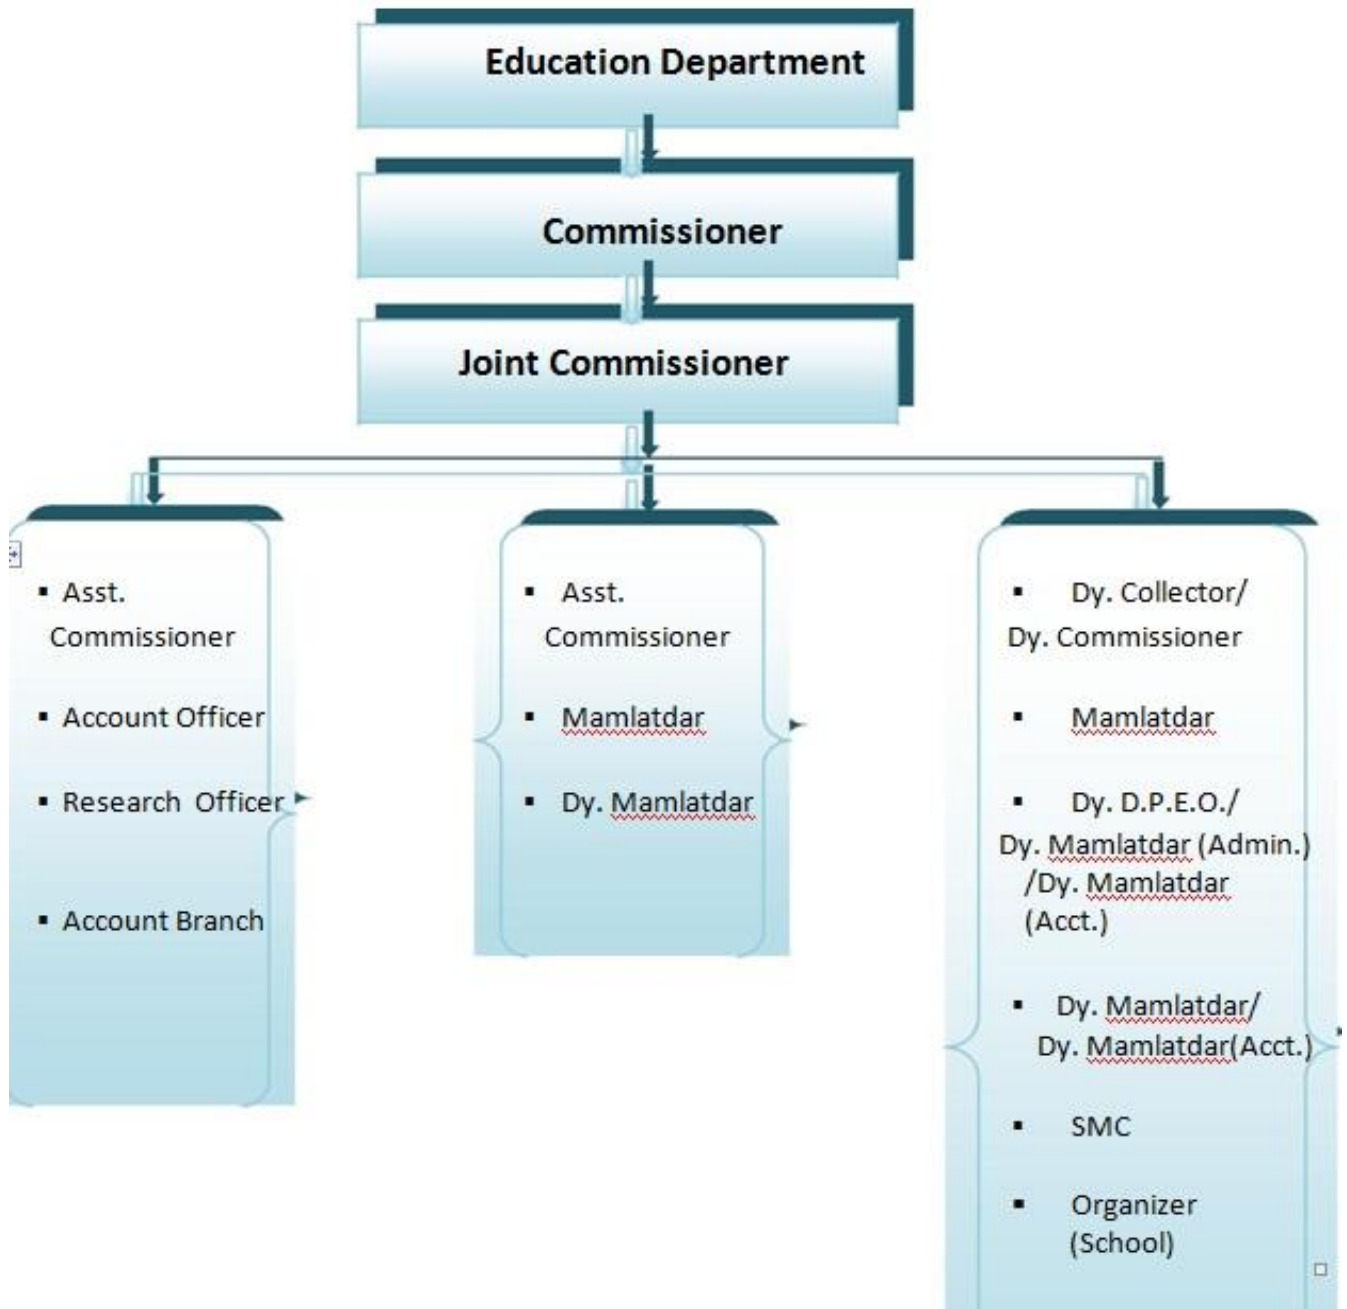 Education Department
Commissioner
Joint Commissioner
▪ Asst.
Commissioner
▪ Account Officer
▪ Research Officer
▪ Account Branch
▪ Asst.
Commissioner
▪ Mamlatdar
▪ Dy. Mamlatdar
▪ Dy. Collector/
Dy. Commissioner
▪ Mamlatdar
▪ Dy. D.P.E.O./
Dy. Mamlatdar (Admin.)
/Dy. Mamlatdar
(Acct.)
▪ Dy. Mamlatdar/
Dy. Mamlatdar(Acct.)
▪ SMC
▪ Organizer
(School)